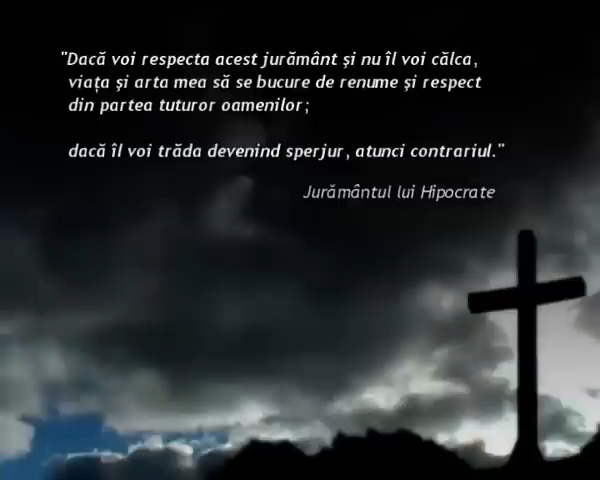 "Dacă voi respecta acest jurământ și nu îl voi călca,
viața și arta mea să se bucure de renume și respect
din partea tuturor oamenilor;
dacă îl voi trăda devenind sperjur, atunci contrariul."
Jurământul lui Hipocrate